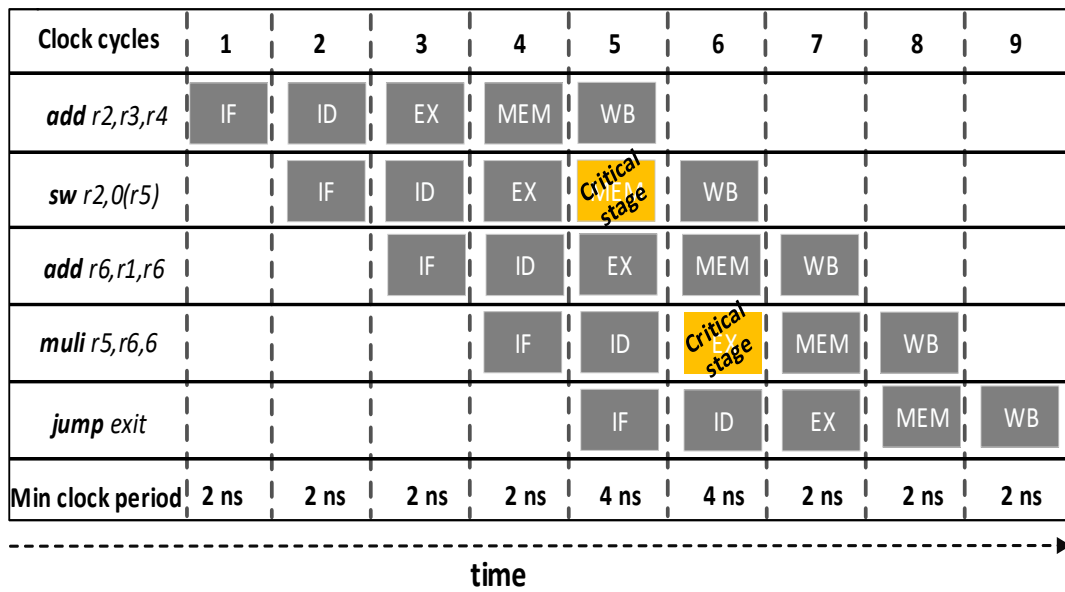 Clock cycles 1 2 3 4 5 6 7 8 9
add r2,r3,r4 IF ID EX MEM WB
sw r2,0(r5) IF ID EX MEM Critical stage WB
add r6,r1,r6 IF ID EX MEM WB
muli r5,r6,6 IF ID EX Critical stage MEM WB
jump exit IF ID EX MEM WB
Min clock period 2 ns 2 ns 2 ns 2 ns 4 ns 4 ns 2 ns 2 ns 2 ns
time